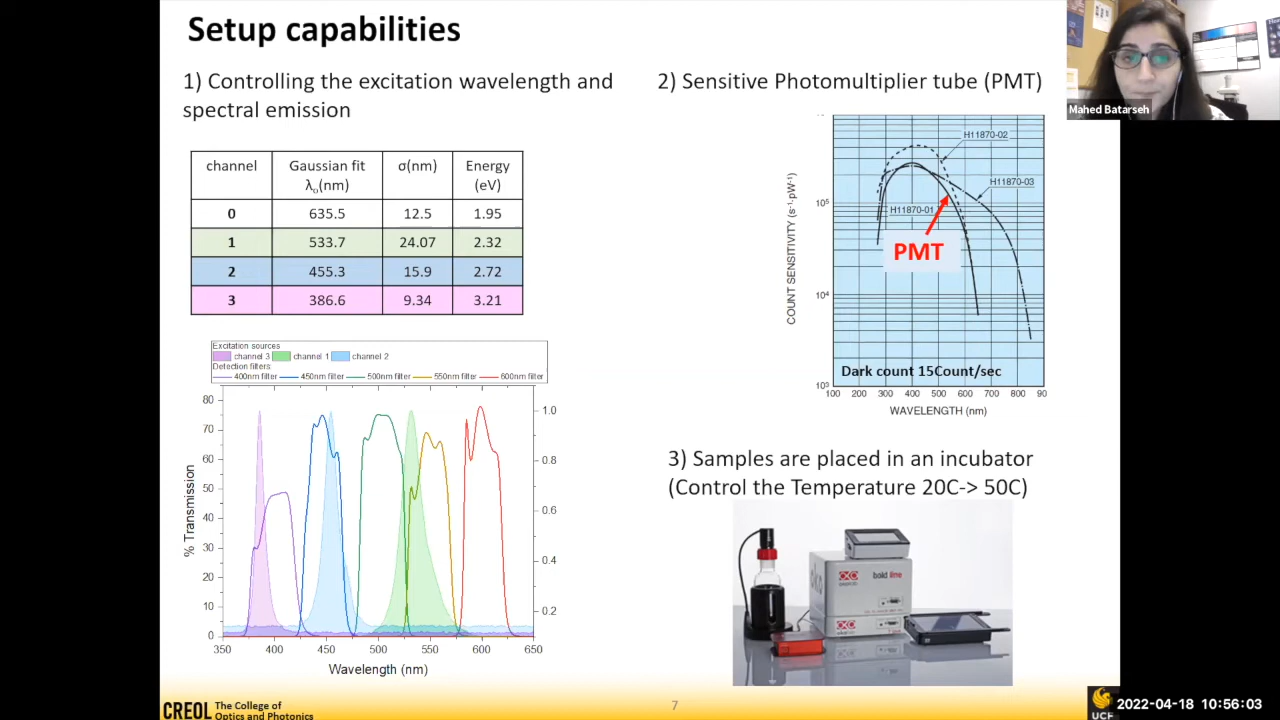 Setup capabilities
1) Controlling the excitation wavelength and
spectral emission
channel
Gaussian fit
λo(nm)
σ(nm)
Energy
(eV)
0 635.5 12.5 1.95
1 533.7 24.07 2.32
2 455.3 15.9 2.72
3 386.6 9.34 3.21
Excitation sources
channel 3 channel 1 channel 2
Detection filters
400nm filter 450nm filter 500nm filter 550nm filter 600nm filter
80
70
60
50
40
30
20
10
0
% Transmission
1.0
0.8
0.6
0.4
0.2
350 400 450 500 550 600 650
Wavelength (nm)
2) Sensitive Photomultiplier tube (PMT)
H11870-02
H11870-03
H11870-01
PMT
COUNT SENSITIVITY (s-1·pW-1)
10⁵
10⁴
10³
Dark count 15Count/sec
100 200 300 400 500 600 700 800 90
WAVELENGTH (nm)
3) Samples are placed in an incubator
(Control the Temperature 20C-> 50C)
bold line
CREOL The College of
Optics and Photonics
7
UCF
Mahed Batarseh
2022-04-18 10:56:03